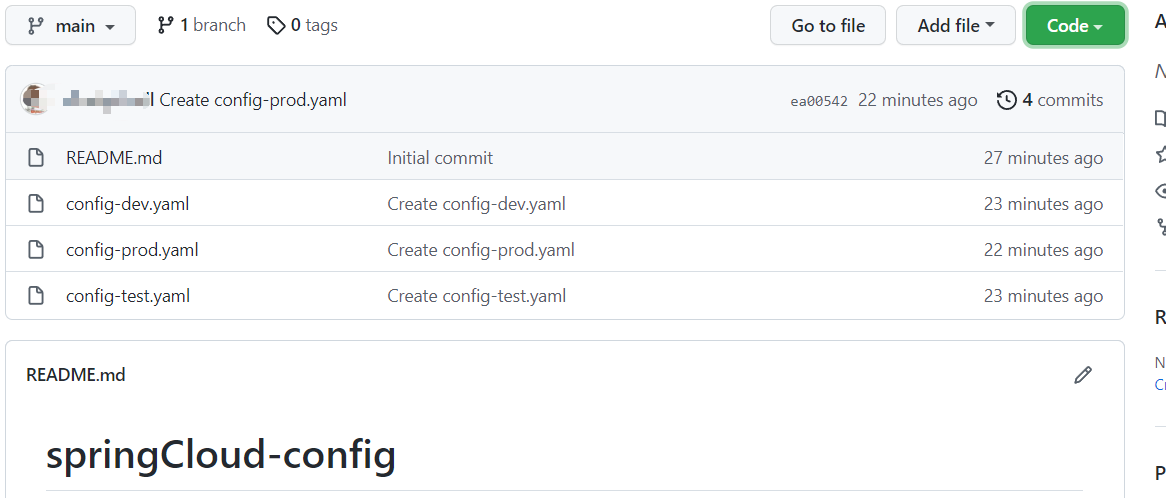 main 1 branch 0 tags Go to file Add file Code
Create config-prod.yaml ea00542 22 minutes ago 4 commits
README.md Initial commit 27 minutes ago
config-dev.yaml Create config-dev.yaml 23 minutes ago
config-prod.yaml Create config-prod.yaml 22 minutes ago
config-test.yaml Create config-test.yaml 23 minutes ago
README.md
springCloud-config